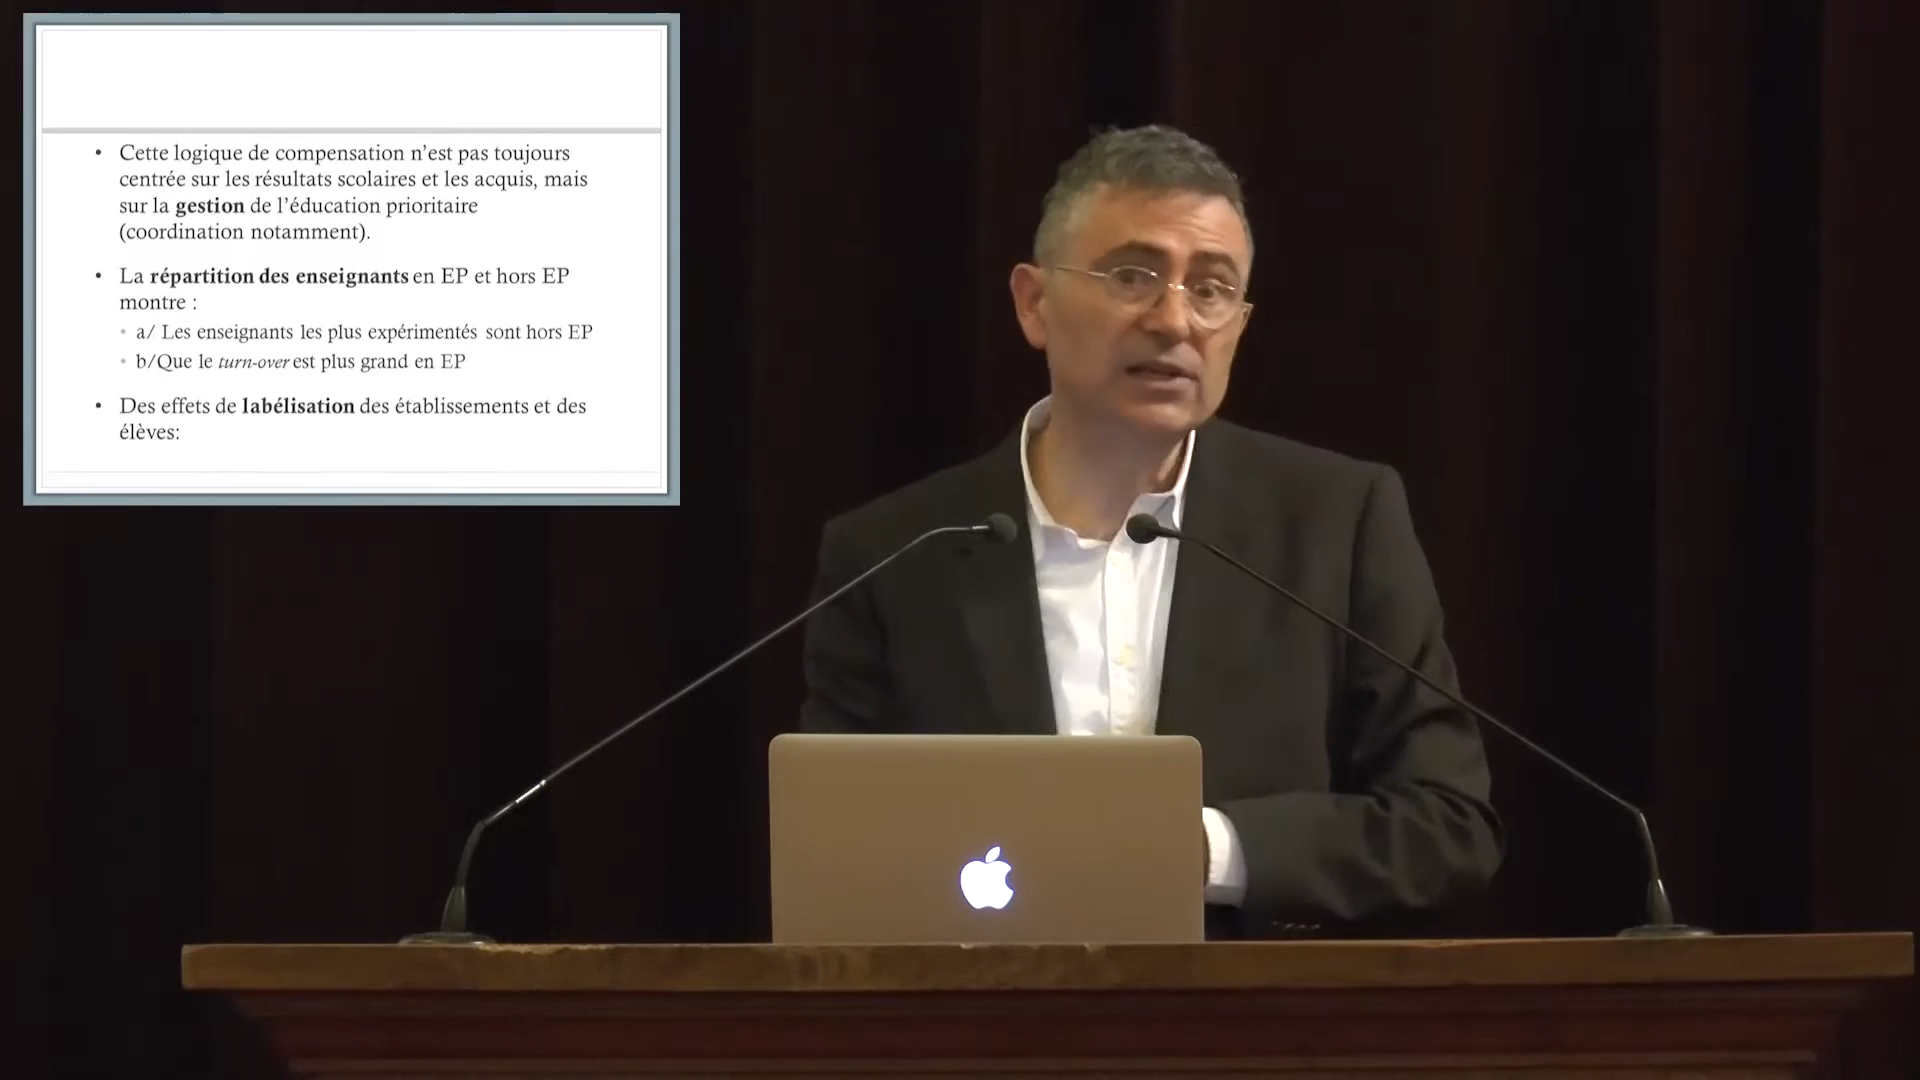 • Cette logique de compensation n'est pas toujours
centrée sur les résultats scolaires et les acquis, mais
sur la gestion de l'éducation prioritaire
(coordination notamment).
• La répartition des enseignants en EP et hors EP
montre :
• a/ Les enseignants les plus expérimentés sont hors EP
• b/Que le turn-over est plus grand en EP
• Des effets de labélisation des établissements et des
élèves: